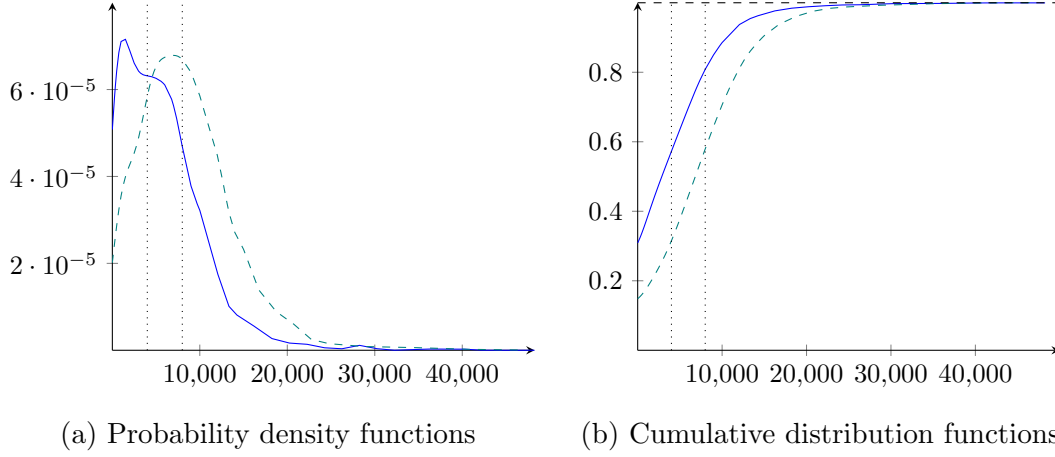 6 · 10⁻⁵
4 · 10⁻⁵
2 · 10⁻⁵
10,000 20,000 30,000 40,000
(a) Probability density functions
0.8
0.6
0.4
0.2
10,000 20,000 30,000 40,000
(b) Cumulative distribution functions